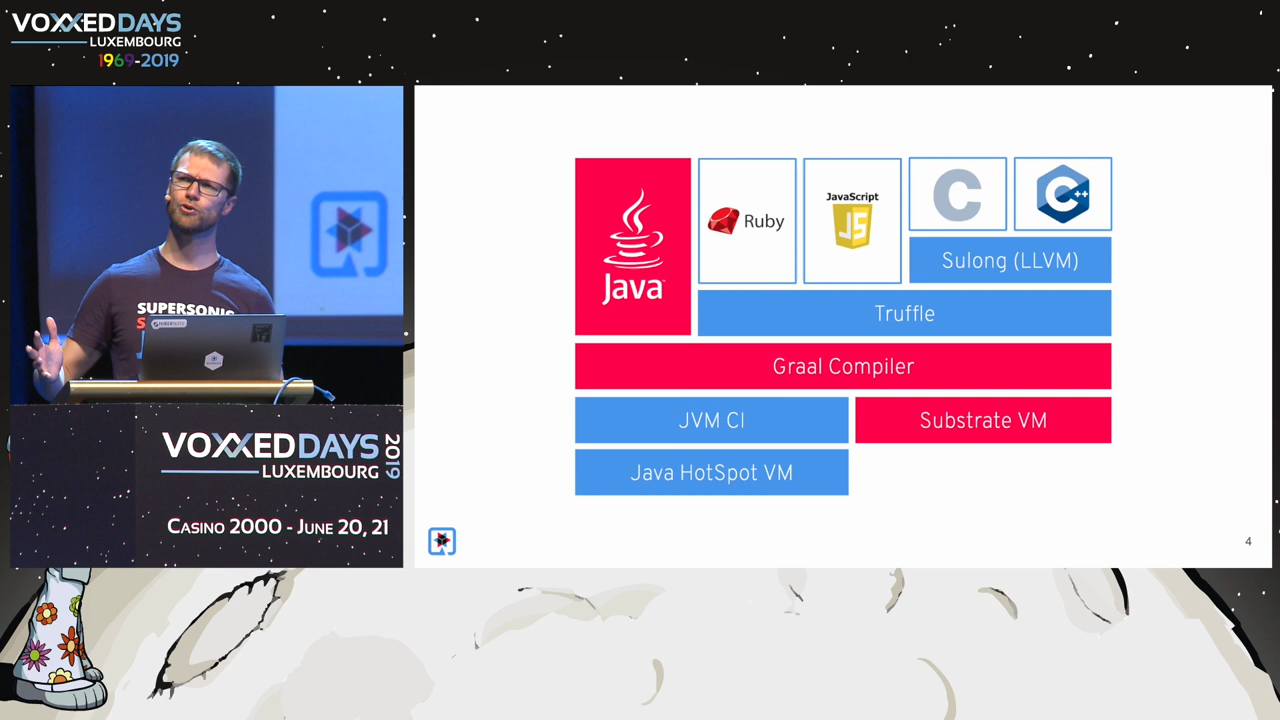 VOXXEDDAYS
LUXEMBOURG
1969-2019
SUPERSONIC
HIBERNATE
VOXXEDDAYS
LUXEMBOURG
2019
CASINO 2000 - JUNE 20, 21
Java
Ruby
JavaScript
JS
C
C++
Sulong (LLVM)
Truffle
Graal Compiler
JVM CI
Substrate VM
Java HotSpot VM
4